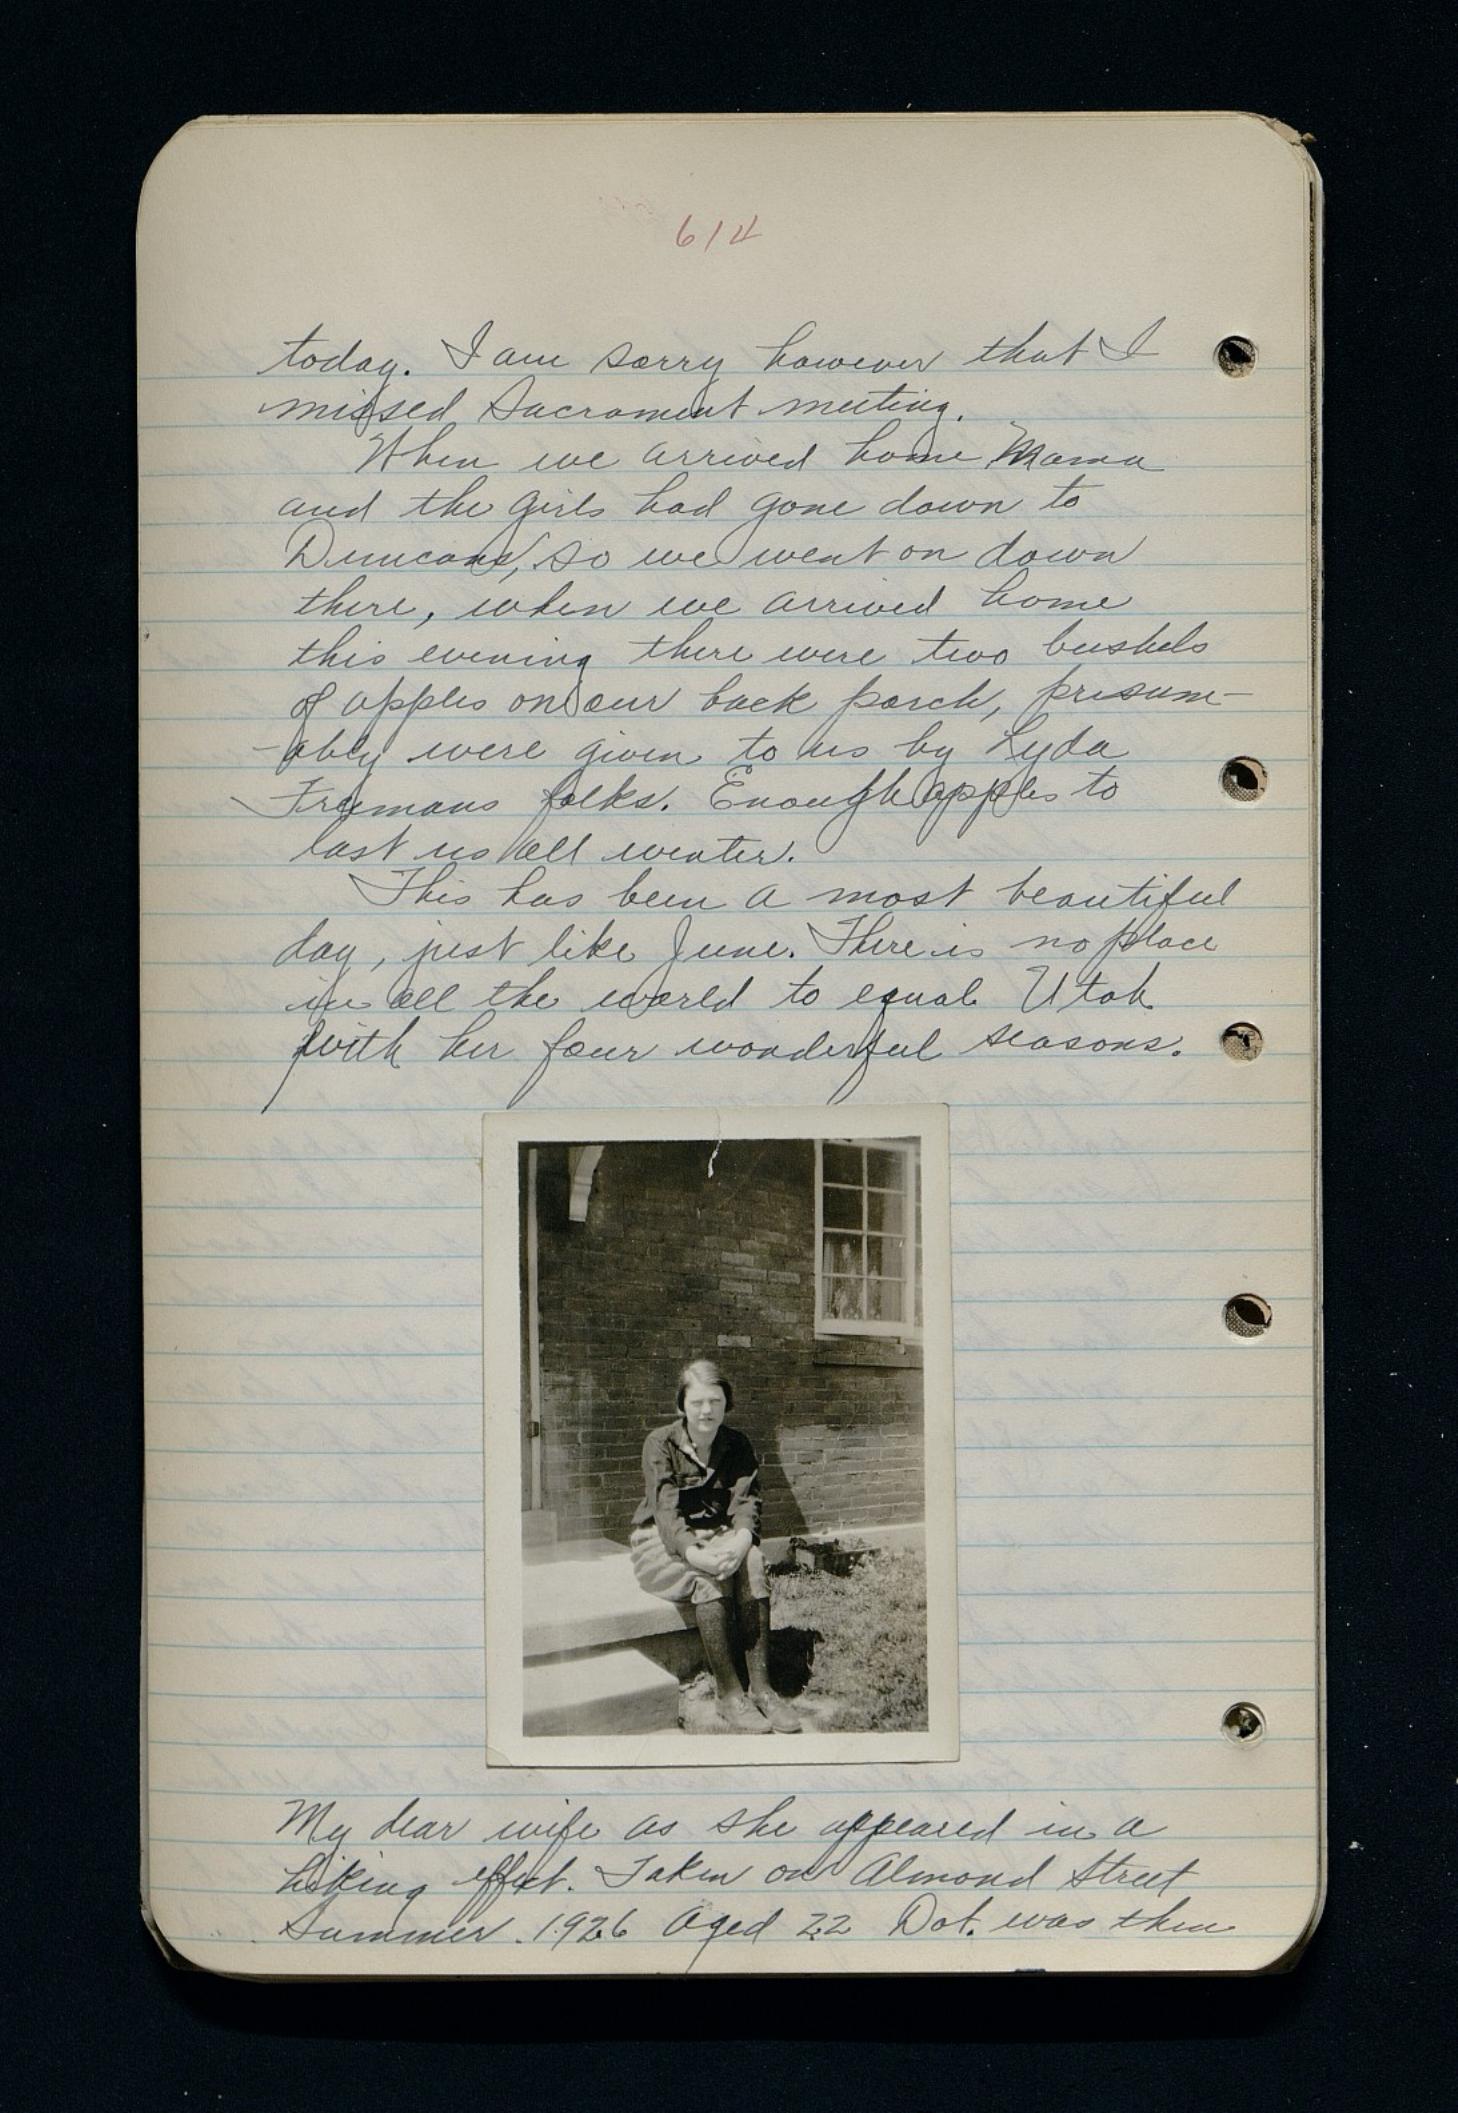 614
today. I am sorry however that I
missed Sacrament meeting.
When we arrived home Mama
and the girls had gone down to
Duncans, so we went on down
there, when we arrived home
this evening there were two bushels
of apples on our back porch, presum-
-ably were given to us by Lyda
Freemans folks. Enough apples to
last us all winter.
This has been a most beautiful
day, just like June. There is no place
in all the world to equal Utah
with her four wonderful seasons.
My dear wife as she appeared in a
hiking effect. Taken on Almond Street
Summer. 1926 Aged 22 Dot. was then